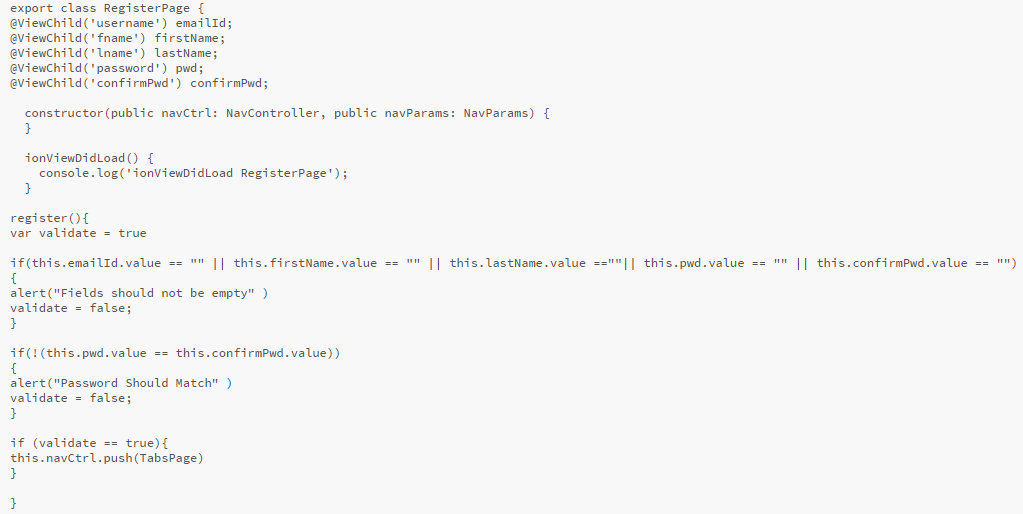 export class RegisterPage {
@ViewChild('username') emailId;
@ViewChild('fname') firstName;
@ViewChild('lname') lastName;
@ViewChild('password') pwd;
@ViewChild('confirmPwd') confirmPwd;
constructor(public navCtrl: NavController, public navParams: NavParams) {
}
ionViewDidLoad() {
console.log('ionViewDidLoad RegisterPage');
}
register(){
var validate = true
if(this.emailId.value == "" || this.firstName.value == "" || this.lastName.value ==""|| this.pwd.value == "" || this.confirmPwd.value == "")
{
alert("Fields should not be empty" )
validate = false;
}
if(!(this.pwd.value == this.confirmPwd.value))
{
alert("Password Should Match" )
validate = false;
}
if (validate == true){
this.navCtrl.push(TabsPage)
}
}